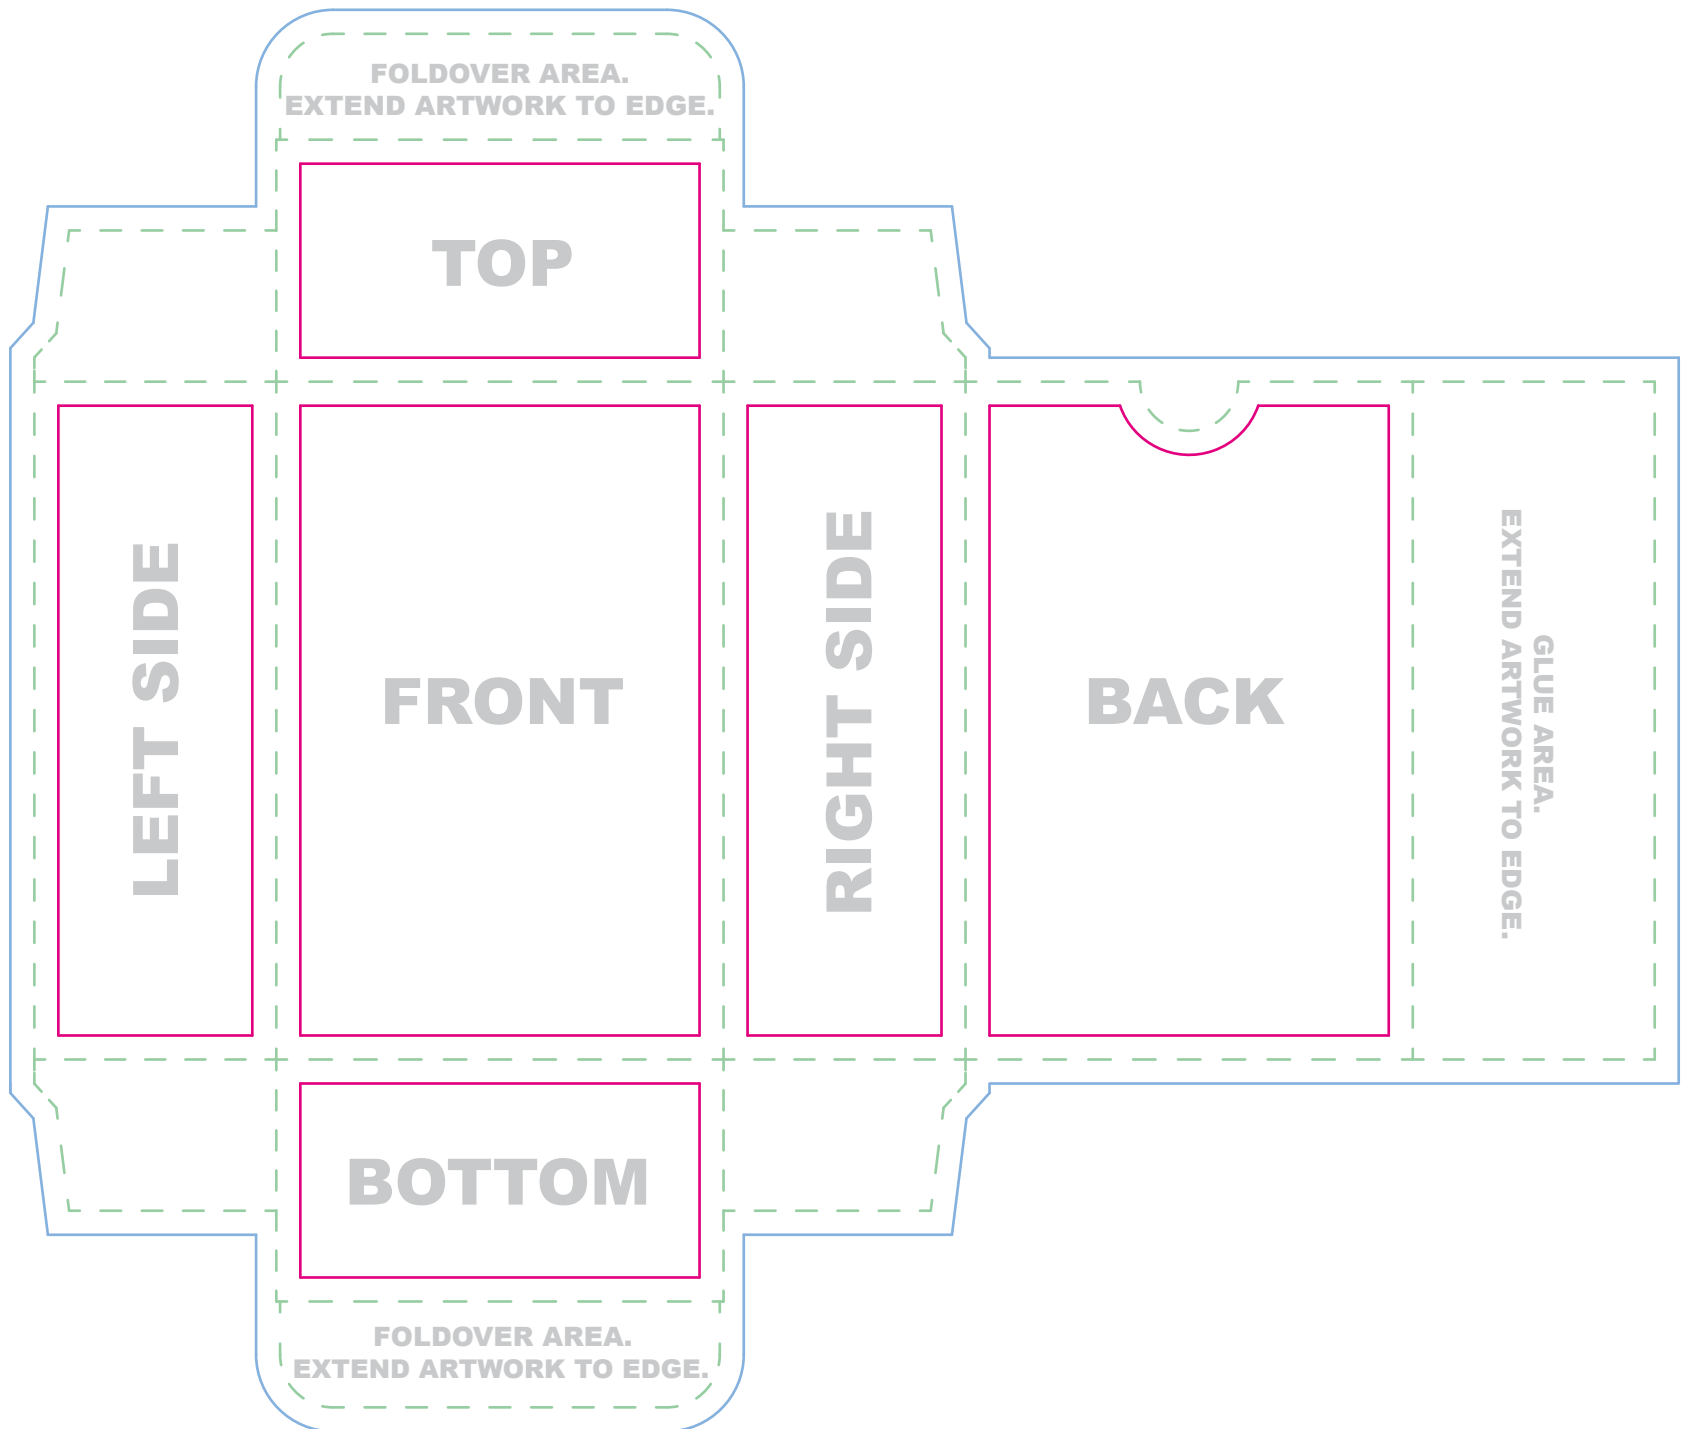 FOLDOVER AREA.
EXTEND ARTWORK TO EDGE.
TOP
LEFT SIDE
FRONT
RIGHT SIDE
BACK
GLUE AREA.
EXTEND ARTWORK TO EDGE.
BOTTOM
FOLDOVER AREA.
EXTEND ARTWORK TO EDGE.